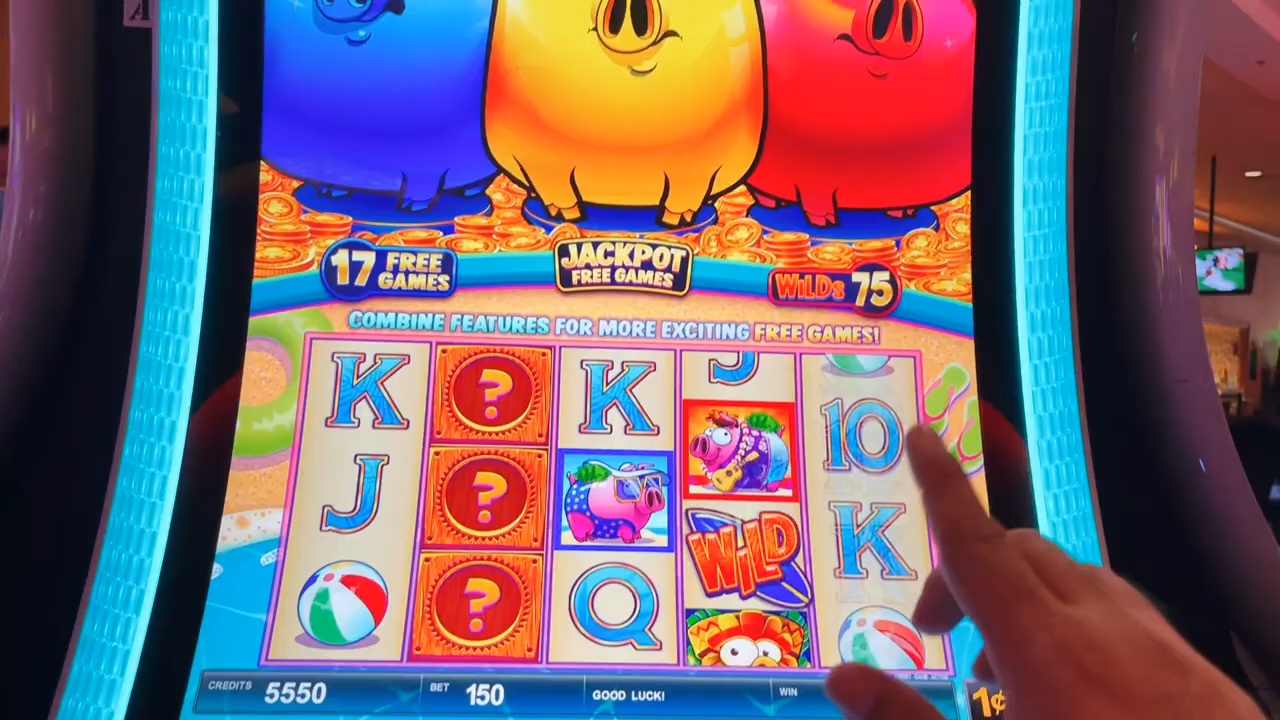 17 FREE GAMES
JACKPOT FREE GAMES
WILDS 75
COMBINE FEATURES FOR MORE EXCITING FREE GAMES!
K ? K J
10
J ? K
WILD
? Q
CREDITS 5550 BET 150 GOOD LUCK! WIN 1¢